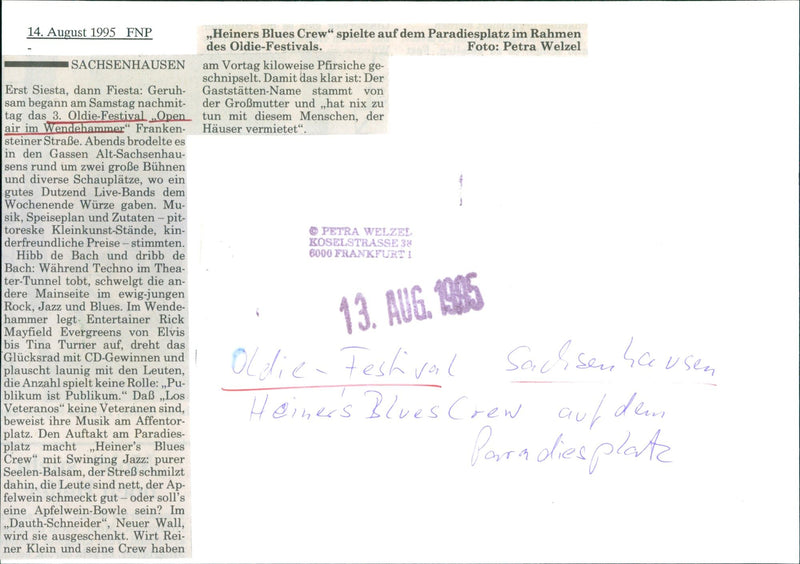 14. August 1995 FNP
-
„Heiners Blues Crew“ spielte auf dem Paradiesplatz im Rahmen
des Oldie-Festivals. Foto: Petra Welzel
SACHSENHAUSEN
Erst Siesta, dann Fiesta: Geruh-
sam begann am Samstag nachmit-
tag das 3. Oldie-Festival „Open
air im Wendehammer“ Franken-
steiner Straße. Abends brodelte es
in den Gassen Alt-Sachsenhau-
sens rund um zwei große Bühnen
und diverse Schauplätze, wo ein
gutes Dutzend Live-Bands dem
Wochenende Würze gaben. Mu-
sik, Speiseplan und Zutaten – pit-
toreske Kleinkunst-Stände, kin-
derfreundliche Preise – stimmten.
Hibb de Bach und dribb de
Bach: Während Techno im Thea-
ter-Tunnel tobt, schwelgt die an-
dere Mainseite im ewig-jungen
Rock, Jazz und Blues. Im Wende-
hammer legt Entertainer Rick
Mayfield Evergreens von Elvis
bis Tina Turner auf, dreht das
Glücksrad mit CD-Gewinnen und
plauscht launig mit den Leuten,
die Anzahl spielt keine Rolle: „Pu-
blikum ist Publikum.“ Daß „Los
Veteranos“ keine Veteranen sind,
beweist ihre Musik am Affentor-
platz. Den Auftakt am Paradies-
platz macht „Heiner's Blues
Crew“ mit Swinging Jazz: purer
Seelen-Balsam, der Streß schmilzt
dahin, die Leute sind nett, der Ap-
felwein schmeckt gut – oder soll's
eine Apfelwein-Bowle sein? Im
„Dauth-Schneider“, Neuer Wall,
wird sie ausgeschenkt. Wirt Rei-
ner Klein und seine Crew haben
am Vortag kiloweise Pfirsiche ge-
schnipselt. Damit das klar ist: Der
Gaststätten-Name stammt von
der Großmutter und „hat nix zu
tun mit diesem Menschen, der
Häuser vermietet“.
© PETRA WELZEL
KOSELSTRASSE 38
6000 FRANKFURT 1
13. AUG. 1995
Oldie-Festival Sachsenhausen
Heiner's Blues Crew auf dem
Paradiesplatz